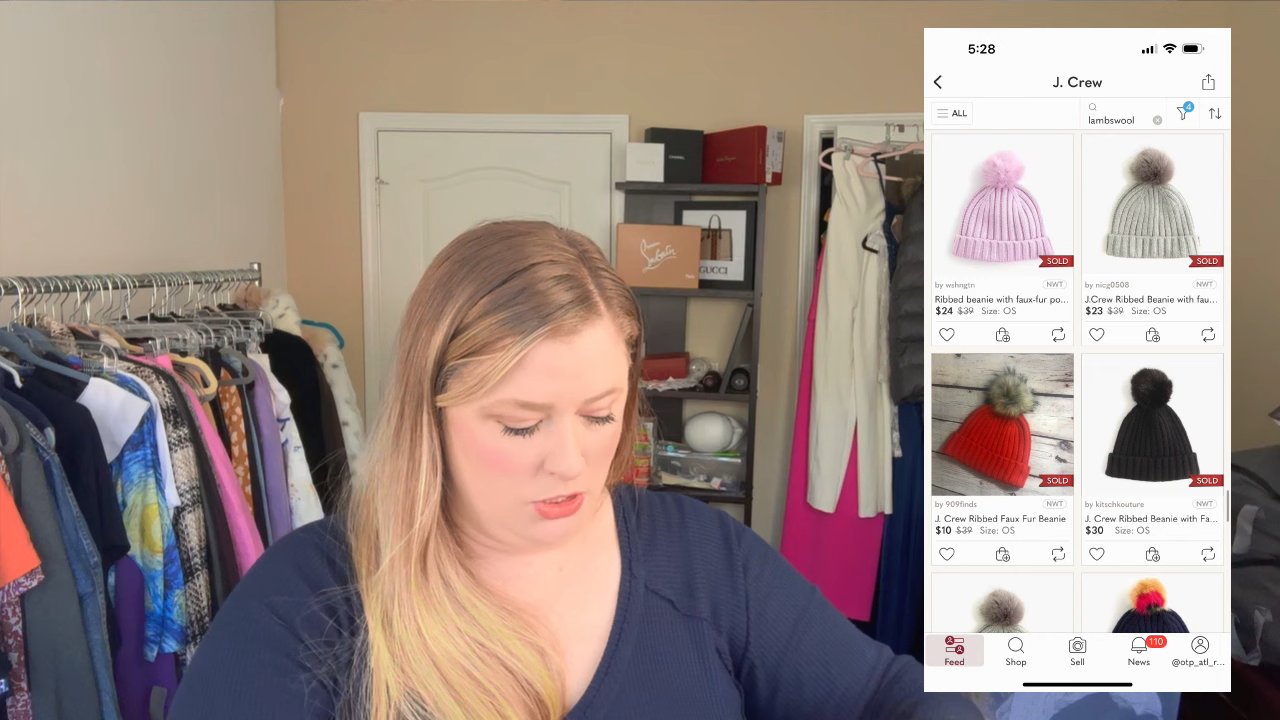 5:28
J. Crew
ALL
lambswool
4
SOLD
SOLD
by wshngtn
NWT
by nicg0508
NWT
Ribbed beanie with faux-fur po...
J.Crew Ribbed Beanie with fau...
$24 $39 Size: OS
$23 $39 Size: OS
SOLD
SOLD
by 909finds
NWT
by kitschkouture
NWT
J. Crew Ribbed Faux Fur Beanie
J. Crew Ribbed Beanie with Fa...
$10 $39 Size: OS
$30 Size: OS
Feed
Shop
Sell
News
110
@otp_atl_r...
CHANEL
GUCCI